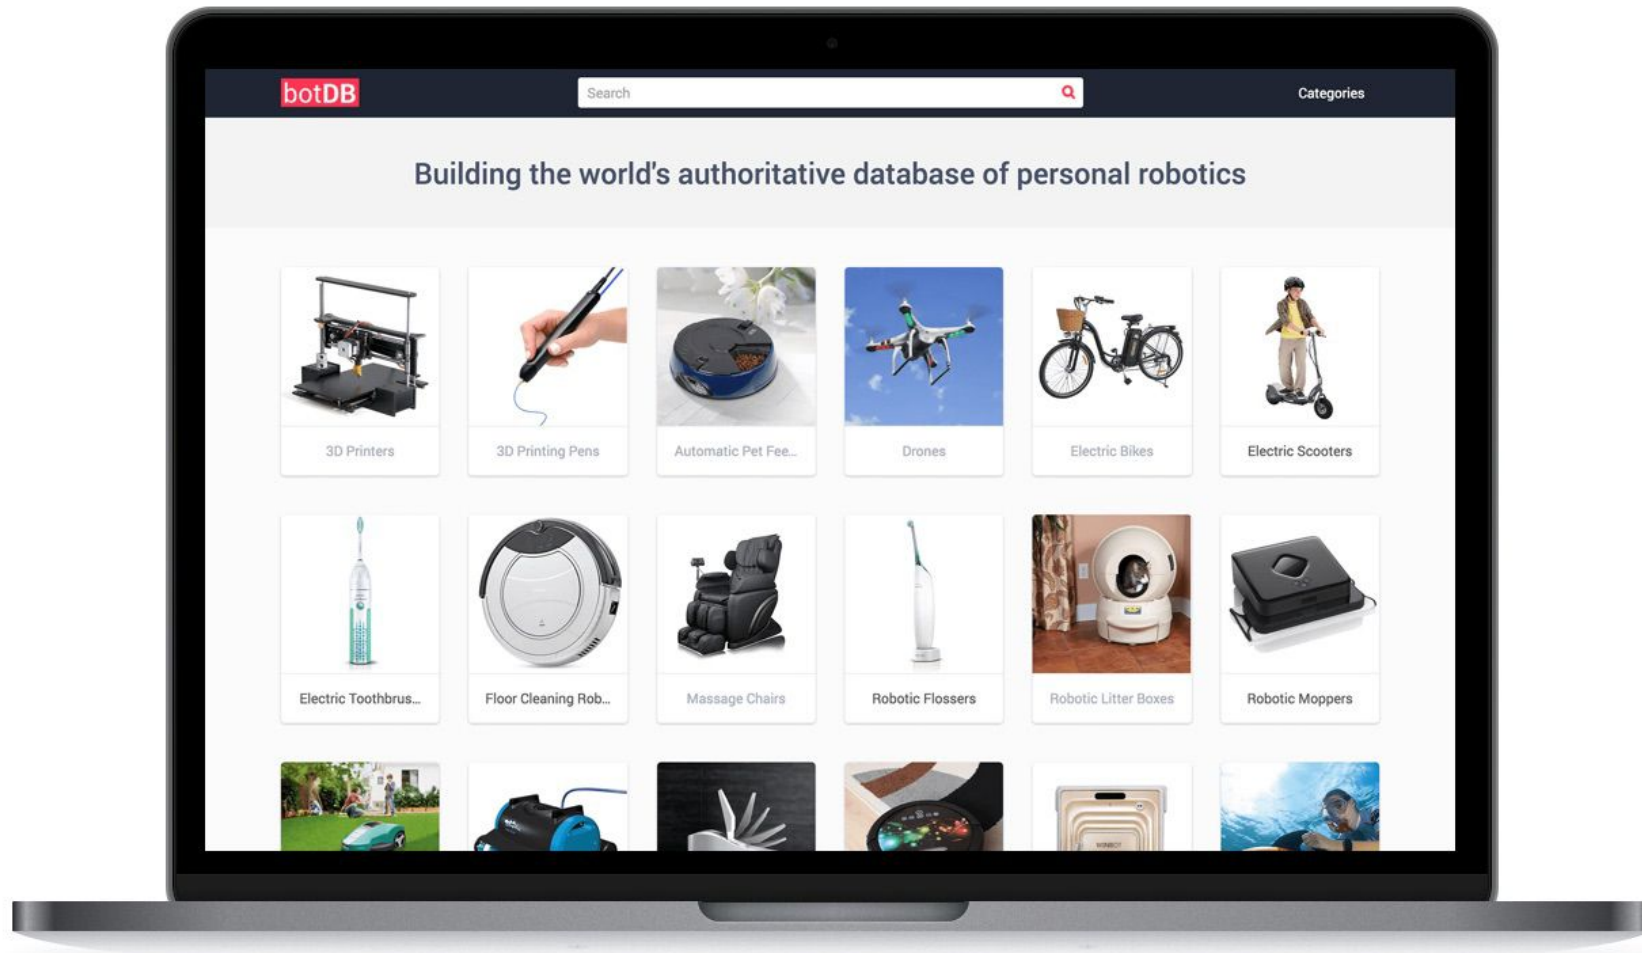 botDB
Search
Categories
Building the world's authoritative database of personal robotics
3D Printers
3D Printing Pens
Automatic Pet Fee...
Drones
Electric Bikes
Electric Scooters
Electric Toothbrus...
Floor Cleaning Rob...
Massage Chairs
Robotic Flossers
Robotic Litter Boxes
Robotic Moppers
WINBOT